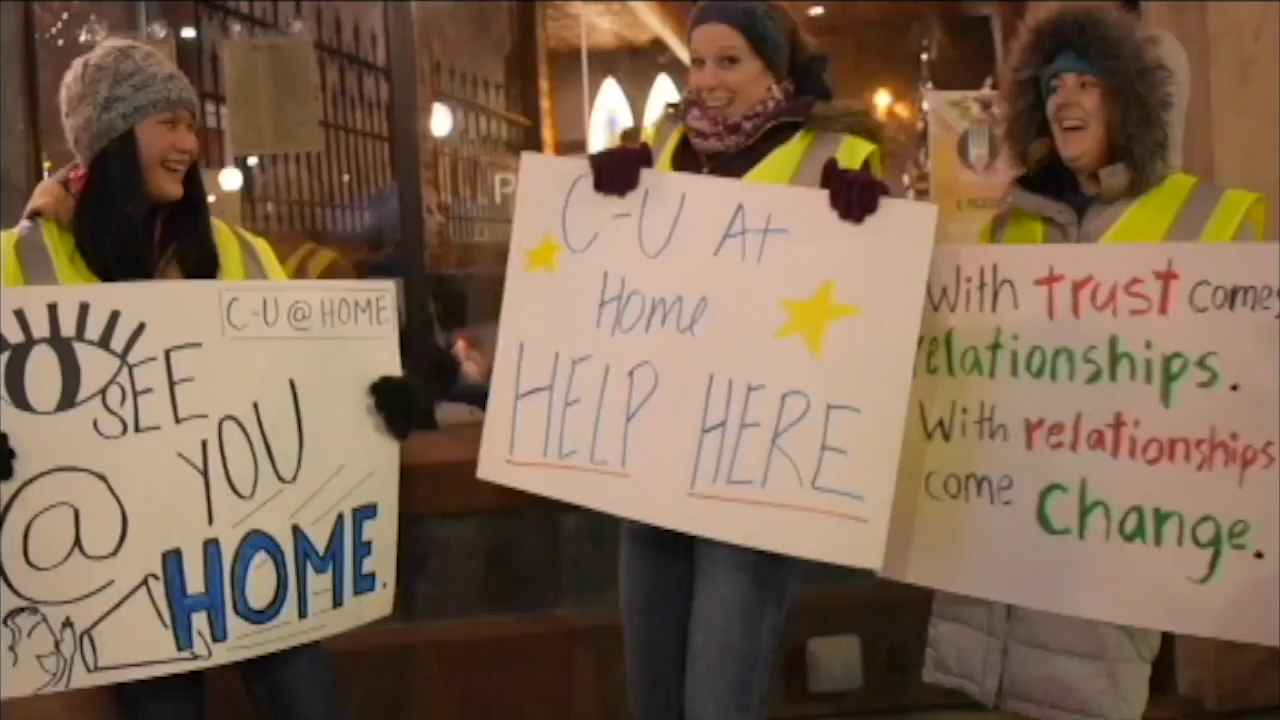 C-U @ HOME
SEE
YOU
@
HOME.
C-U At
Home
HELP HERE
With trust comes
relationships.
With relationships
come Change.